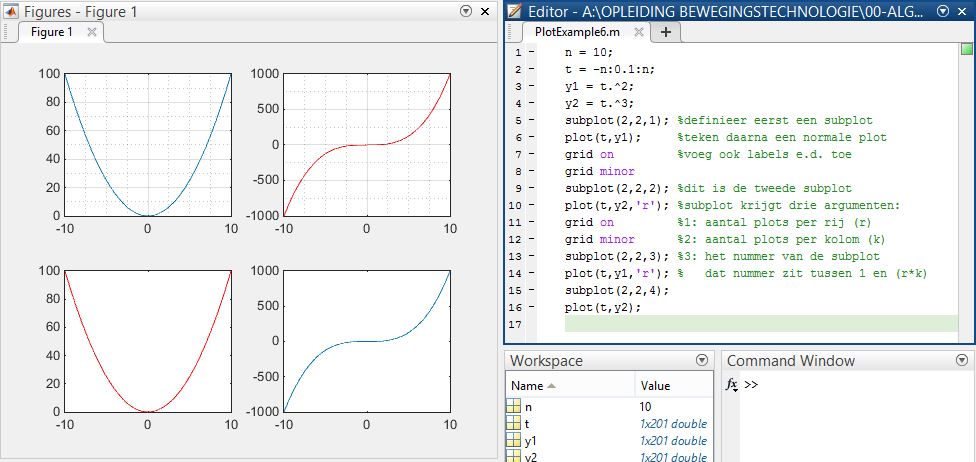 Figures - Figure 1
Figure 1
100
80
60
40
20
0
-10 0 10
1000
500
0
-500
-1000
-10 0 10
100
80
60
40
20
0
-10 0 10
1000
500
0
-500
-1000
-10 0 10
Editor - A:\OPLEIDING BEWEGINGSTECHNOLOGIE\00-ALG...
PlotExample6.m
1 - n = 10;
2 - t = -n:0.1:n;
3 - y1 = t.^2;
4 - y2 = t.^3;
5 - subplot(2,2,1); %definieer eerst een subplot
6 - plot(t,y1); %teken daarna een normale plot
7 - grid on %voeg ook labels e.d. toe
8 - grid minor
9 - subplot(2,2,2); %dit is de tweede subplot
10 - plot(t,y2,'r'); %subplot krijgt drie argumenten:
11 - grid on %1: aantal plots per rij (r)
12 - grid minor %2: aantal plots per kolom (k)
13 - subplot(2,2,3); %3: het nummer van de subplot
14 - plot(t,y1,'r'); % dat nummer zit tussen 1 en (r*k)
15 - subplot(2,2,4);
16 - plot(t,y2);
17
Workspace
Name Value
n 10
t 1x201 double
y1 1x201 double
y2 1x201 double
Command Window
fx >>